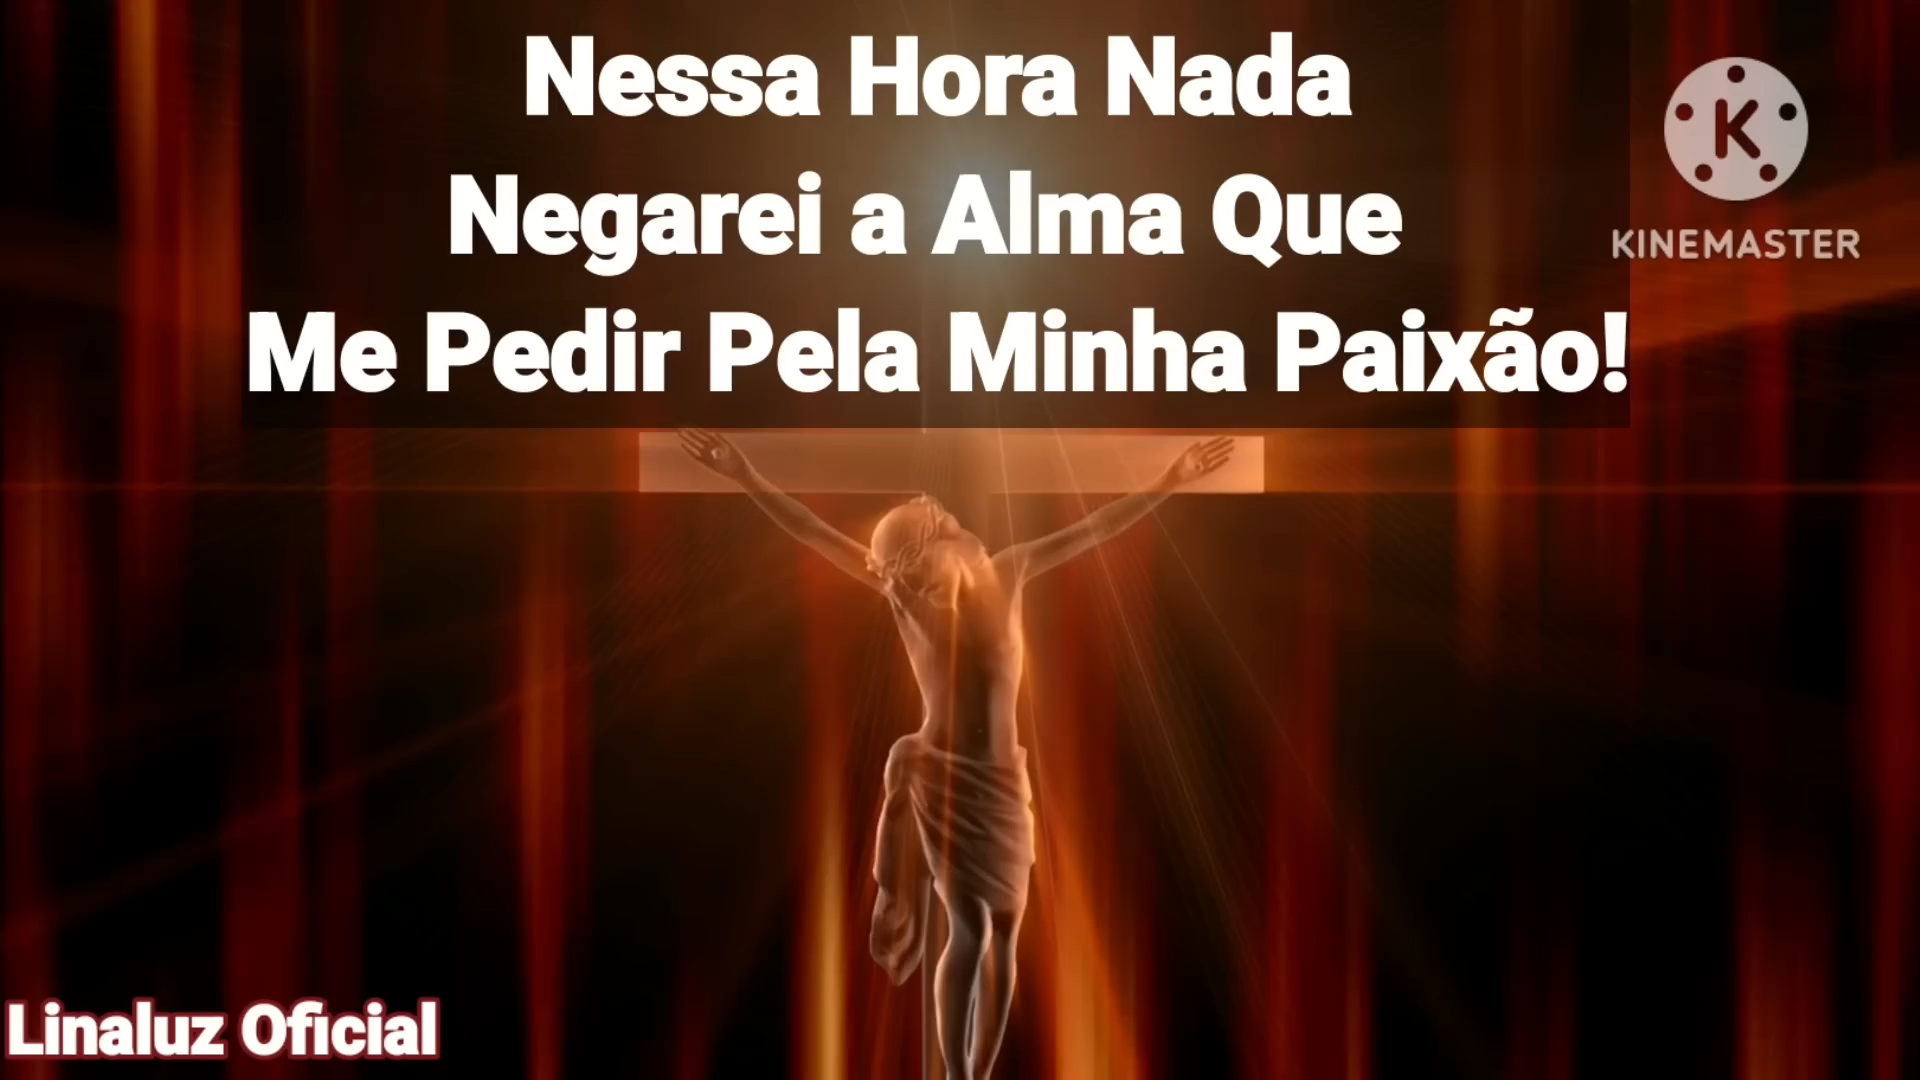 Nessa Hora Nada
Negarei a Alma Que
Me Pedir Pela Minha Paixão!
K
KINEMASTER
Linaluz Oficial